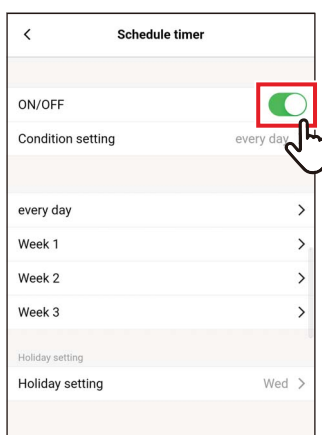 Schedule timer
ON/OFF
Condition setting every day
every day
Week 1
Week 2
Week 3
Holiday setting
Holiday setting Wed